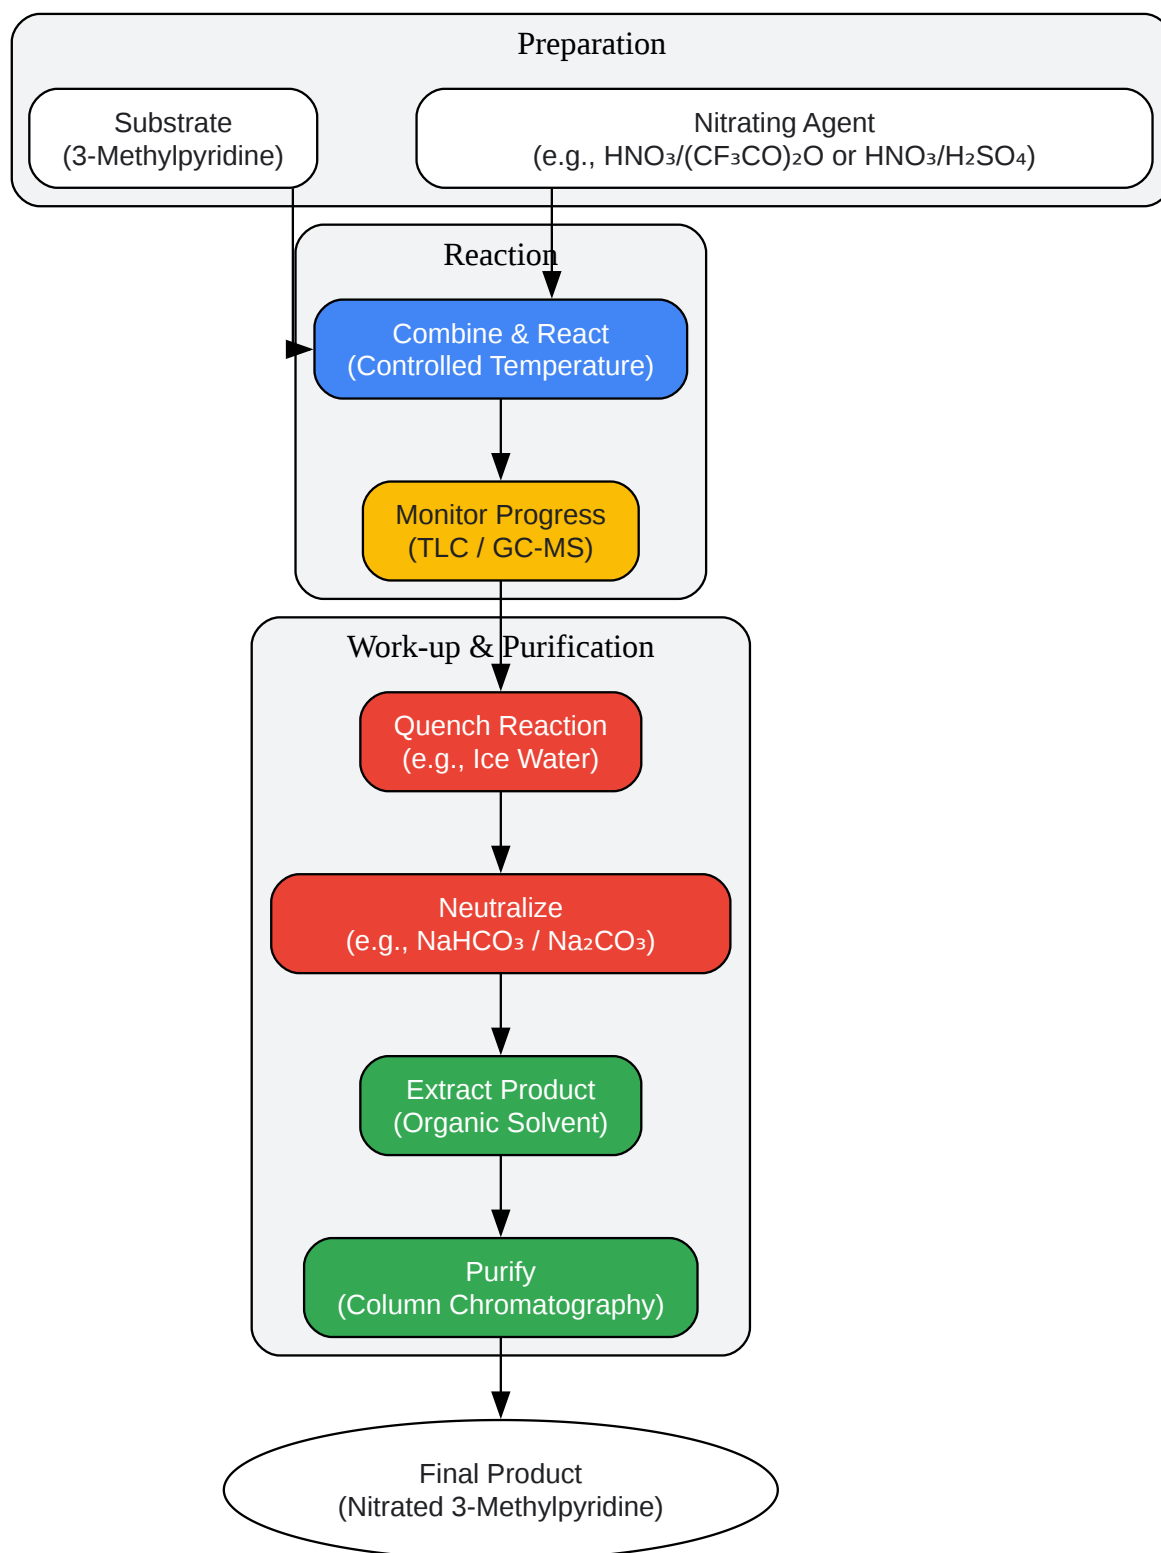 Preparation
Substrate
(3-Methylpyridine)
Nitrating Agent
(e.g., HNO₃/(CF₃CO)₂O or HNO₃/H₂SO₄)
Reaction
Combine & React
(Controlled Temperature)
Monitor Progress
(TLC / GC-MS)
Work-up & Purification
Quench Reaction
(e.g., Ice Water)
Neutralize
(e.g., NaHCO₃ / Na₂CO₃)
Extract Product
(Organic Solvent)
Purify
(Column Chromatography)
Final Product
(Nitrated 3-Methylpyridine)